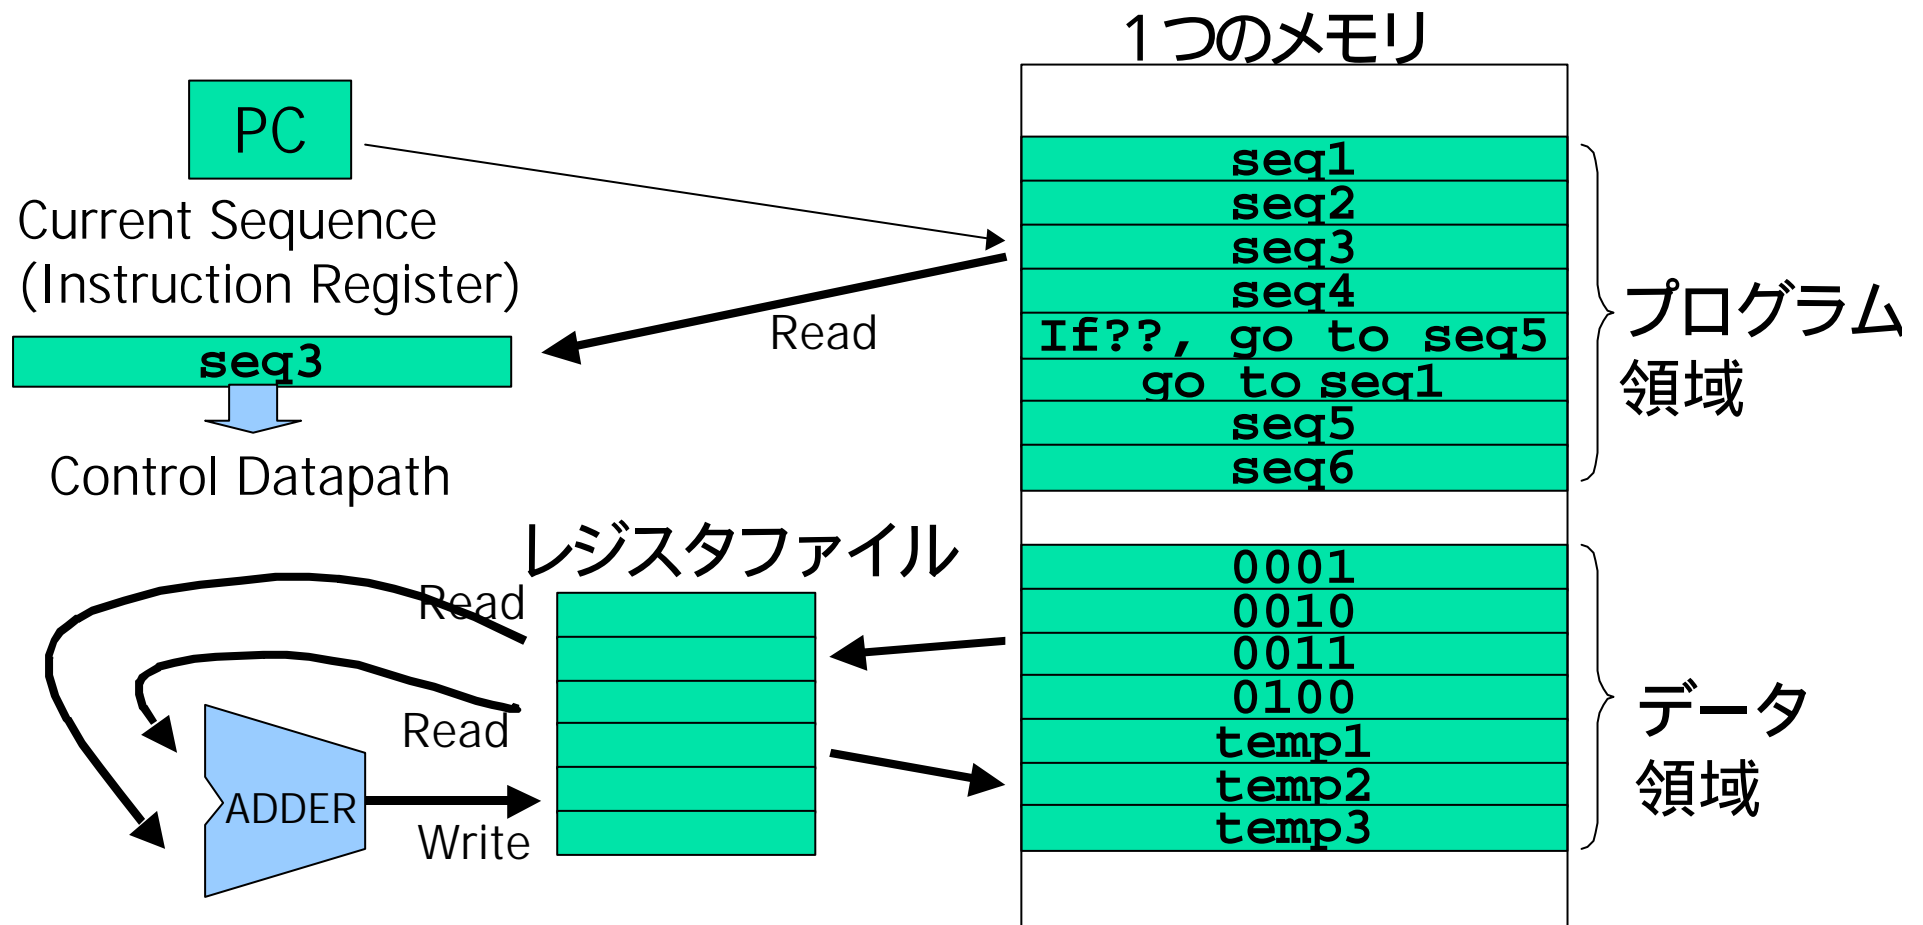 1つのメモリ
PC
Current Sequence
(Instruction Register)
seq3
Control Datapath
Read
seq1
seq2
seq3
seq4
If??, go to seq5
go to seq1
seq5
seq6
プログラム
領域
レジスタファイル
Read
Read
ADDER
Write
0001
0010
0011
0100
temp1
temp2
temp3
データ
領域